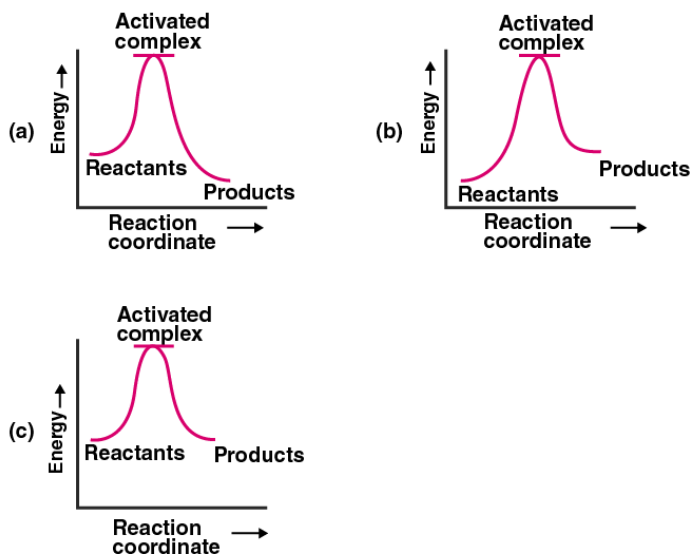 Activated
complex
(a)
Energy
Reactants
Products
Reaction
coordinate
Activated
complex
(b)
Energy
Reactants
Products
Reaction
coordinate
Activated
complex
(c)
Energy
Reactants
Products
Reaction
coordinate